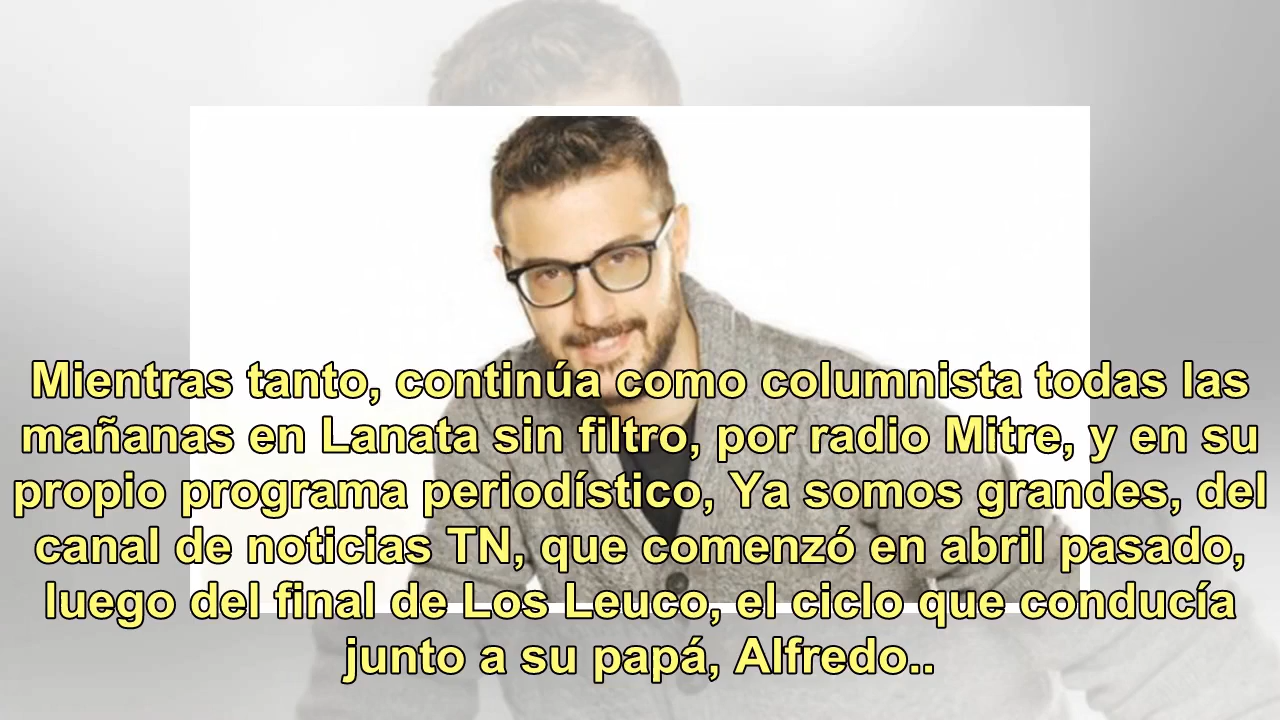 Mientras tanto, continúa como columnista todas las
mañanas en Lanata sin filtro, por radio Mitre, y en su
propio programa periodístico, Ya somos grandes, del
canal de noticias TN, que comenzó en abril pasado,
luego del final de Los Leuco, el ciclo que conducía
junto a su papá, Alfredo..